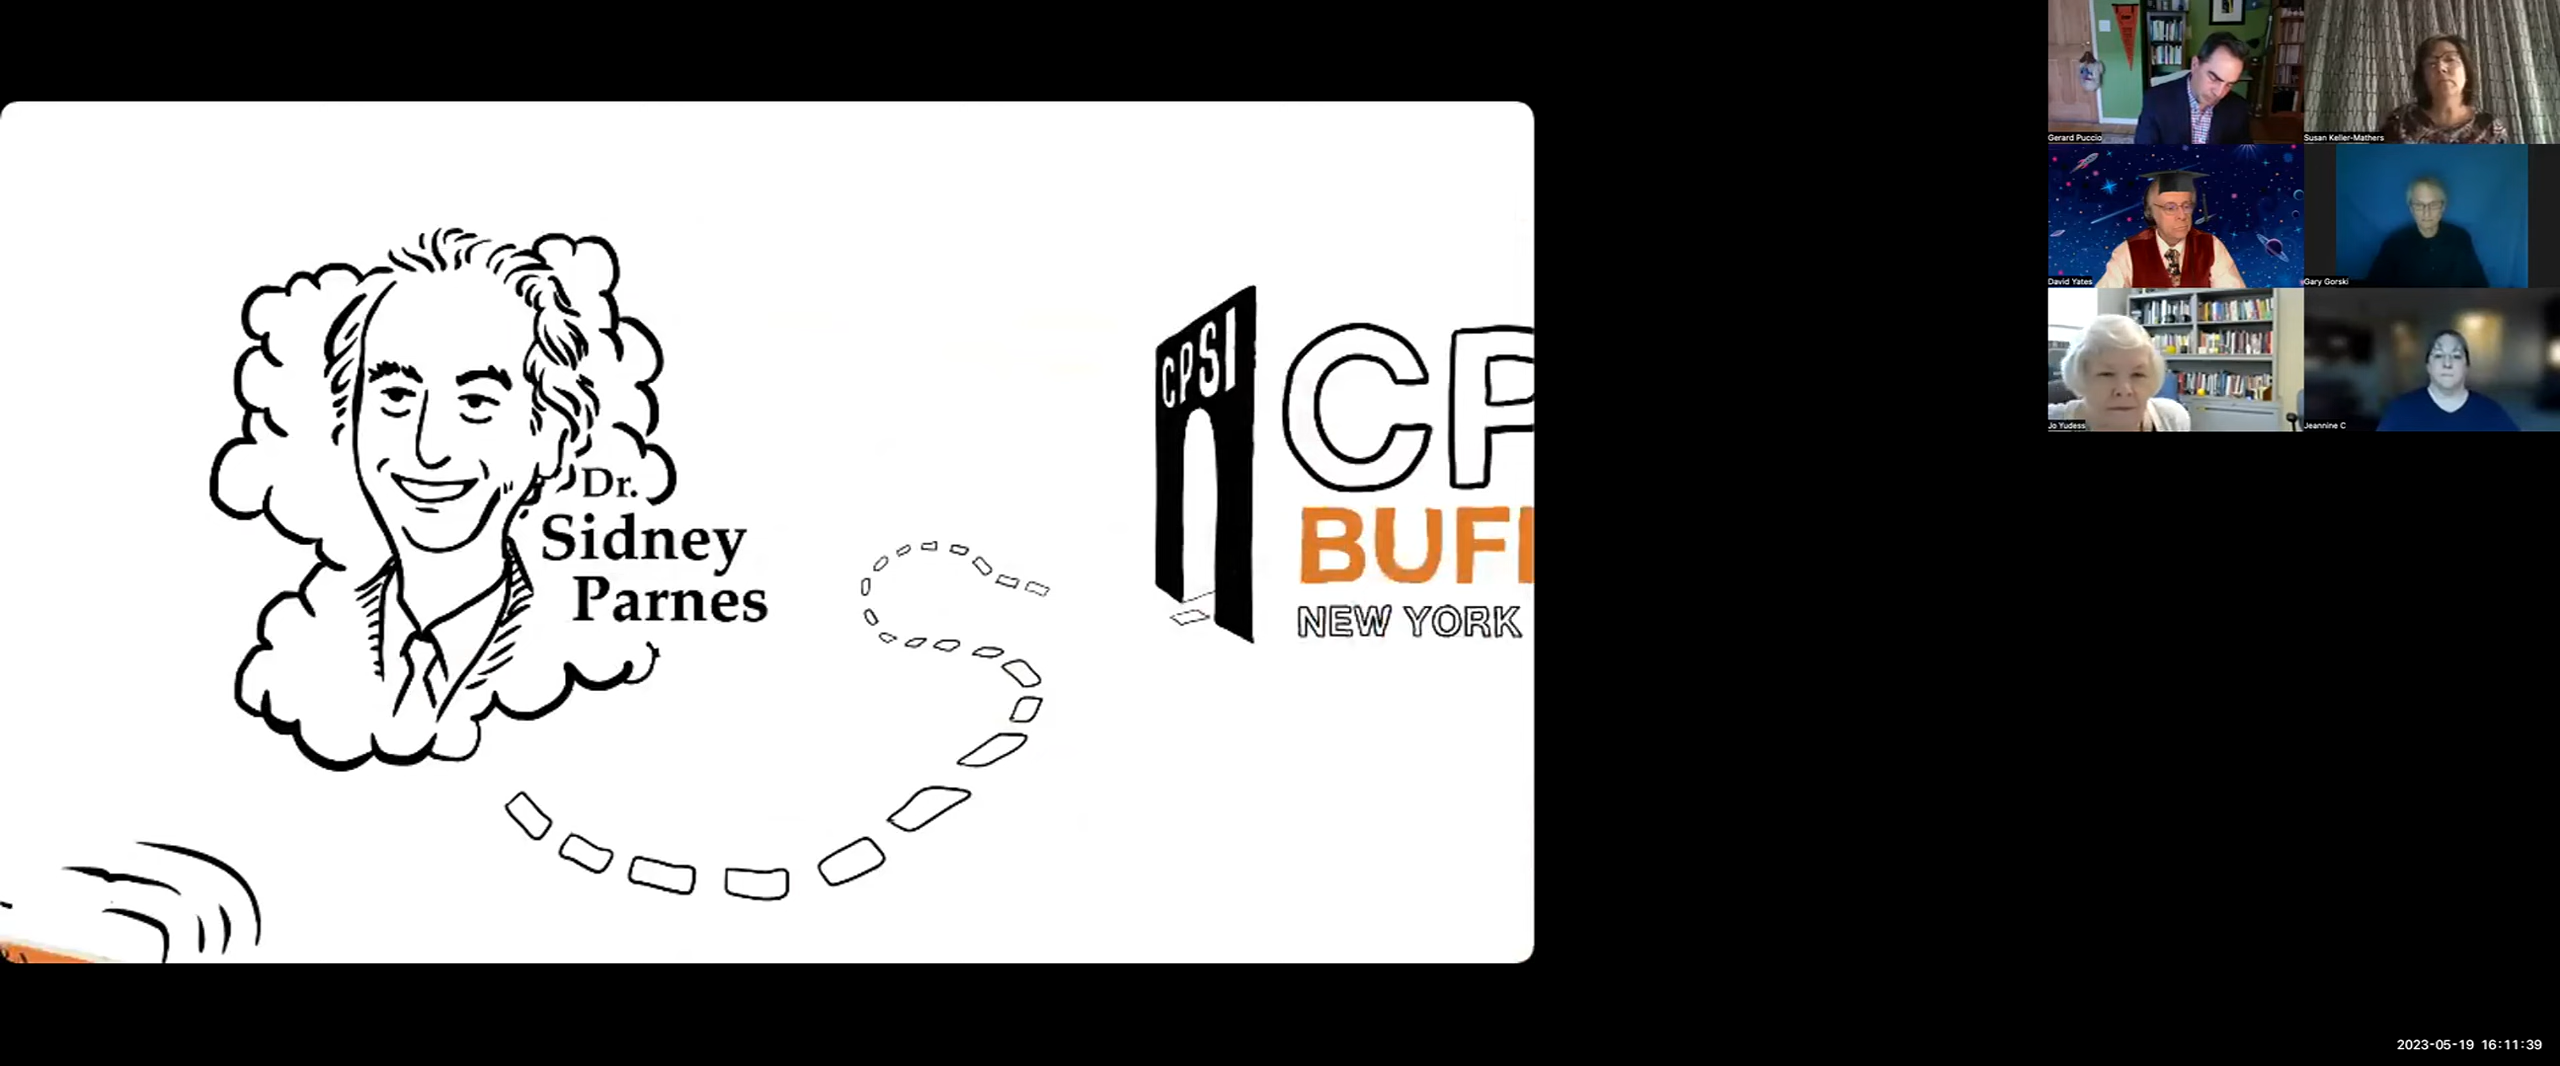 Dr.
Sidney
Parnes
CPSI
CP
BUF
NEW YORK
Gerard Puccio
Susan Keller-Mathers
David Yates
Gary Gorski
Jo Yudess
Jeannine C
2023-05-19 16:11:39